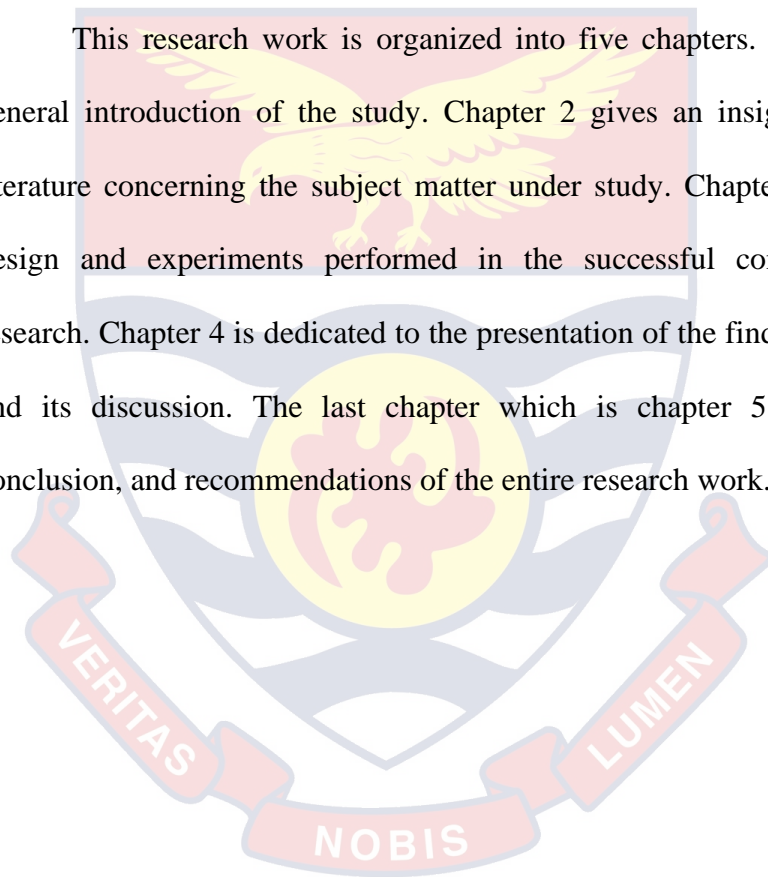 This research work is organized into five chapters.
eneral introduction of the study. Chapter 2 gives an insig
terature concerning the subject matter under study. Chapte
esign and experiments performed in the successful con
search. Chapter 4 is dedicated to the presentation of the find
nd its discussion. The last chapter which is chapter 5
onclusion, and recommendations of the entire research work.
VERITAS
NOBIS
LUMEN